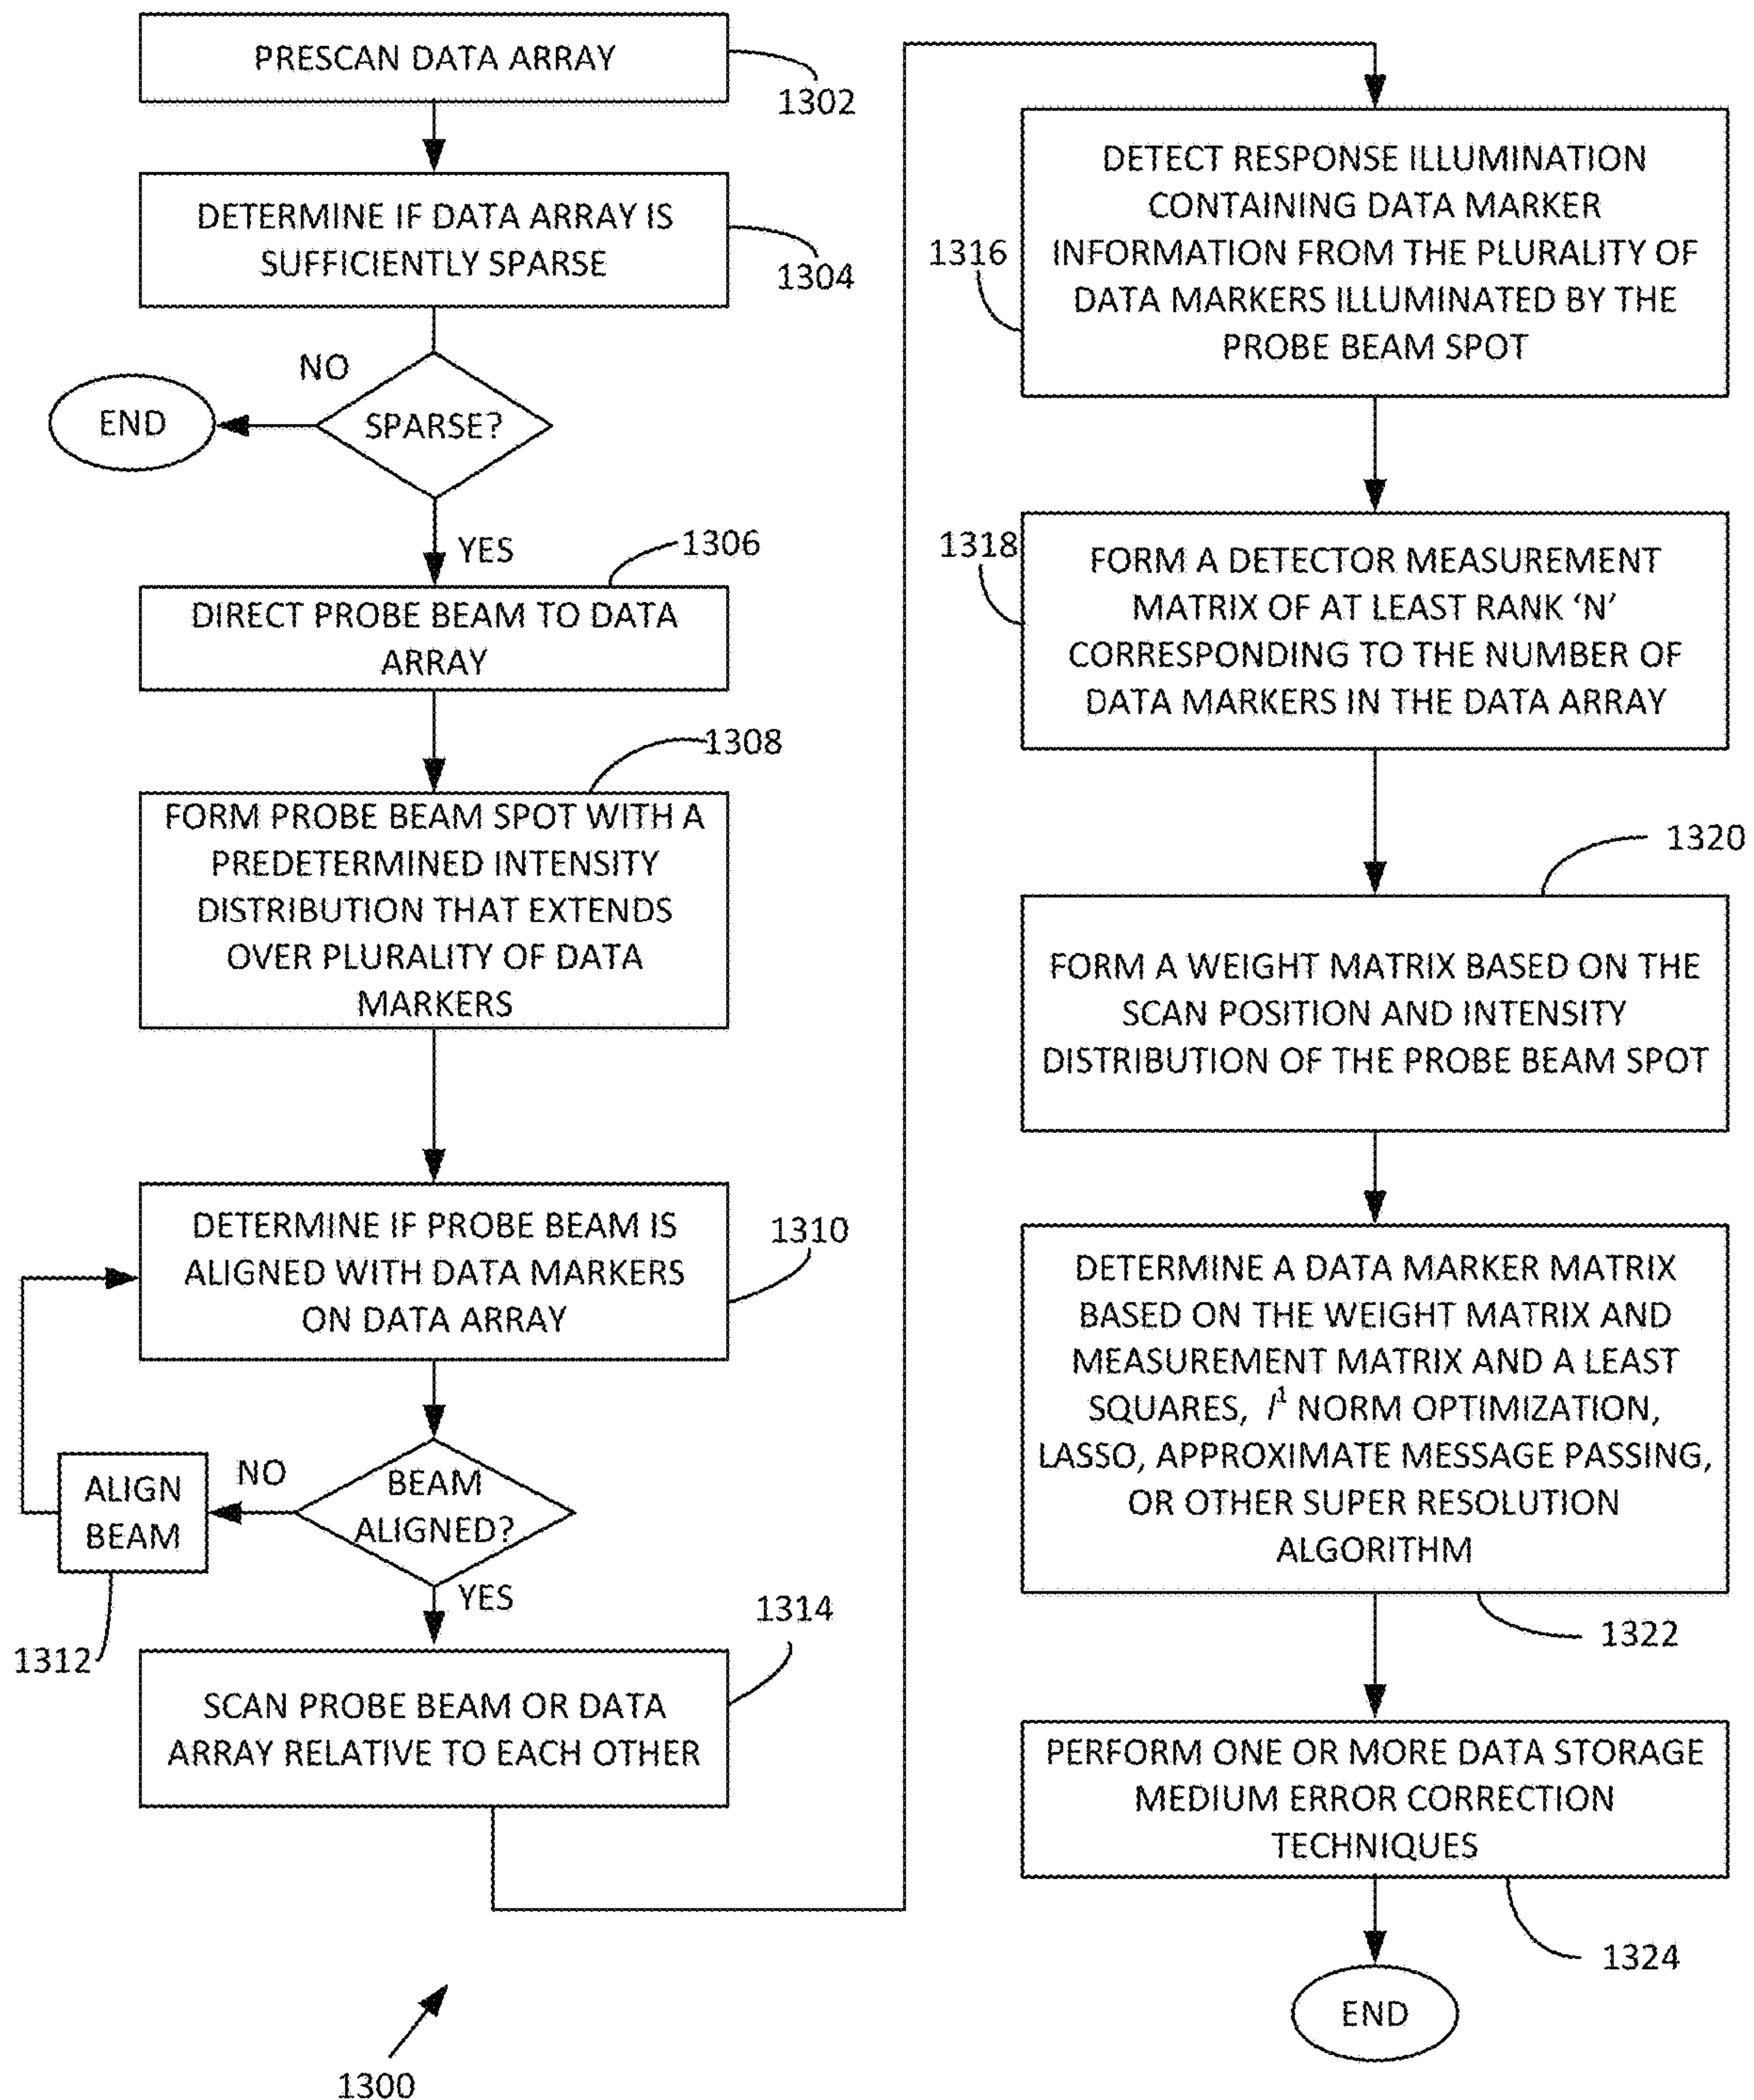 PRESCAN DATA ARRAY
1302
DETERMINE IF DATA ARRAY IS
SUFFICIENTLY SPARSE
1304
NO
SPARSE?
END
YES
1306
DIRECT PROBE BEAM TO DATA
ARRAY
1308
FORM PROBE BEAM SPOT WITH A
PREDETERMINED INTENSITY
DISTRIBUTION THAT EXTENDS
OVER PLURALITY OF DATA
MARKERS
DETERMINE IF PROBE BEAM IS
ALIGNED WITH DATA MARKERS
ON DATA ARRAY
1310
BEAM
ALIGNED?
NO
ALIGN
BEAM
1312
YES
1314
SCAN PROBE BEAM OR DATA
ARRAY RELATIVE TO EACH OTHER
1300
DETECT RESPONSE ILLUMINATION
CONTAINING DATA MARKER
INFORMATION FROM THE PLURALITY OF
DATA MARKERS ILLUMINATED BY THE
PROBE BEAM SPOT
1316
1318
FORM A DETECTOR MEASUREMENT
MATRIX OF AT LEAST RANK ‘N’
CORRESPONDING TO THE NUMBER OF
DATA MARKERS IN THE DATA ARRAY
1320
FORM A WEIGHT MATRIX BASED ON THE
SCAN POSITION AND INTENSITY
DISTRIBUTION OF THE PROBE BEAM SPOT
DETERMINE A DATA MARKER MATRIX
BASED ON THE WEIGHT MATRIX AND
MEASUREMENT MATRIX AND A LEAST
SQUARES, l¹ NORM OPTIMIZATION,
LASSO, APPROXIMATE MESSAGE PASSING,
OR OTHER SUPER RESOLUTION
ALGORITHM
1322
PERFORM ONE OR MORE DATA STORAGE
MEDIUM ERROR CORRECTION
TECHNIQUES
1324
END